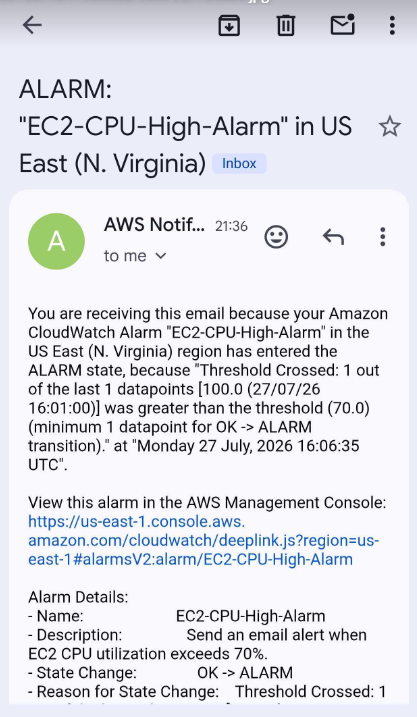 ALARM:
"EC2-CPU-High-Alarm" in US
East (N. Virginia) Inbox
A
AWS Notif... 21:36
to me
You are receiving this email because your Amazon
CloudWatch Alarm "EC2-CPU-High-Alarm" in the
US East (N. Virginia) region has entered the
ALARM state, because "Threshold Crossed: 1 out
of the last 1 datapoints [100.0 (27/07/26
16:01:00)] was greater than the threshold (70.0)
(minimum 1 datapoint for OK -> ALARM
transition)." at "Monday 27 July, 2026 16:06:35
UTC".
View this alarm in the AWS Management Console:
https://us-east-1.console.aws.
amazon.com/cloudwatch/deeplink.js?region=us-
east-1#alarmsV2:alarm/EC2-CPU-High-Alarm
Alarm Details:
- Name: EC2-CPU-High-Alarm
- Description: Send an email alert when
EC2 CPU utilization exceeds 70%.
- State Change: OK -> ALARM
- Reason for State Change: Threshold Crossed: 1